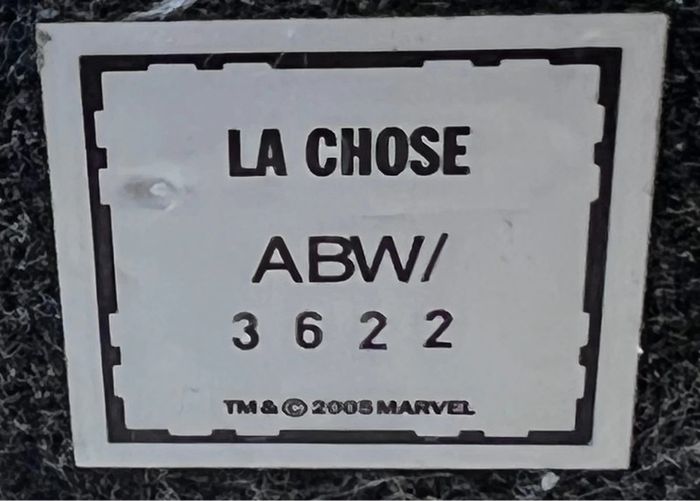 LA CHOSE
ABW/
3 6 2 2
TM & © 2005 MARVEL